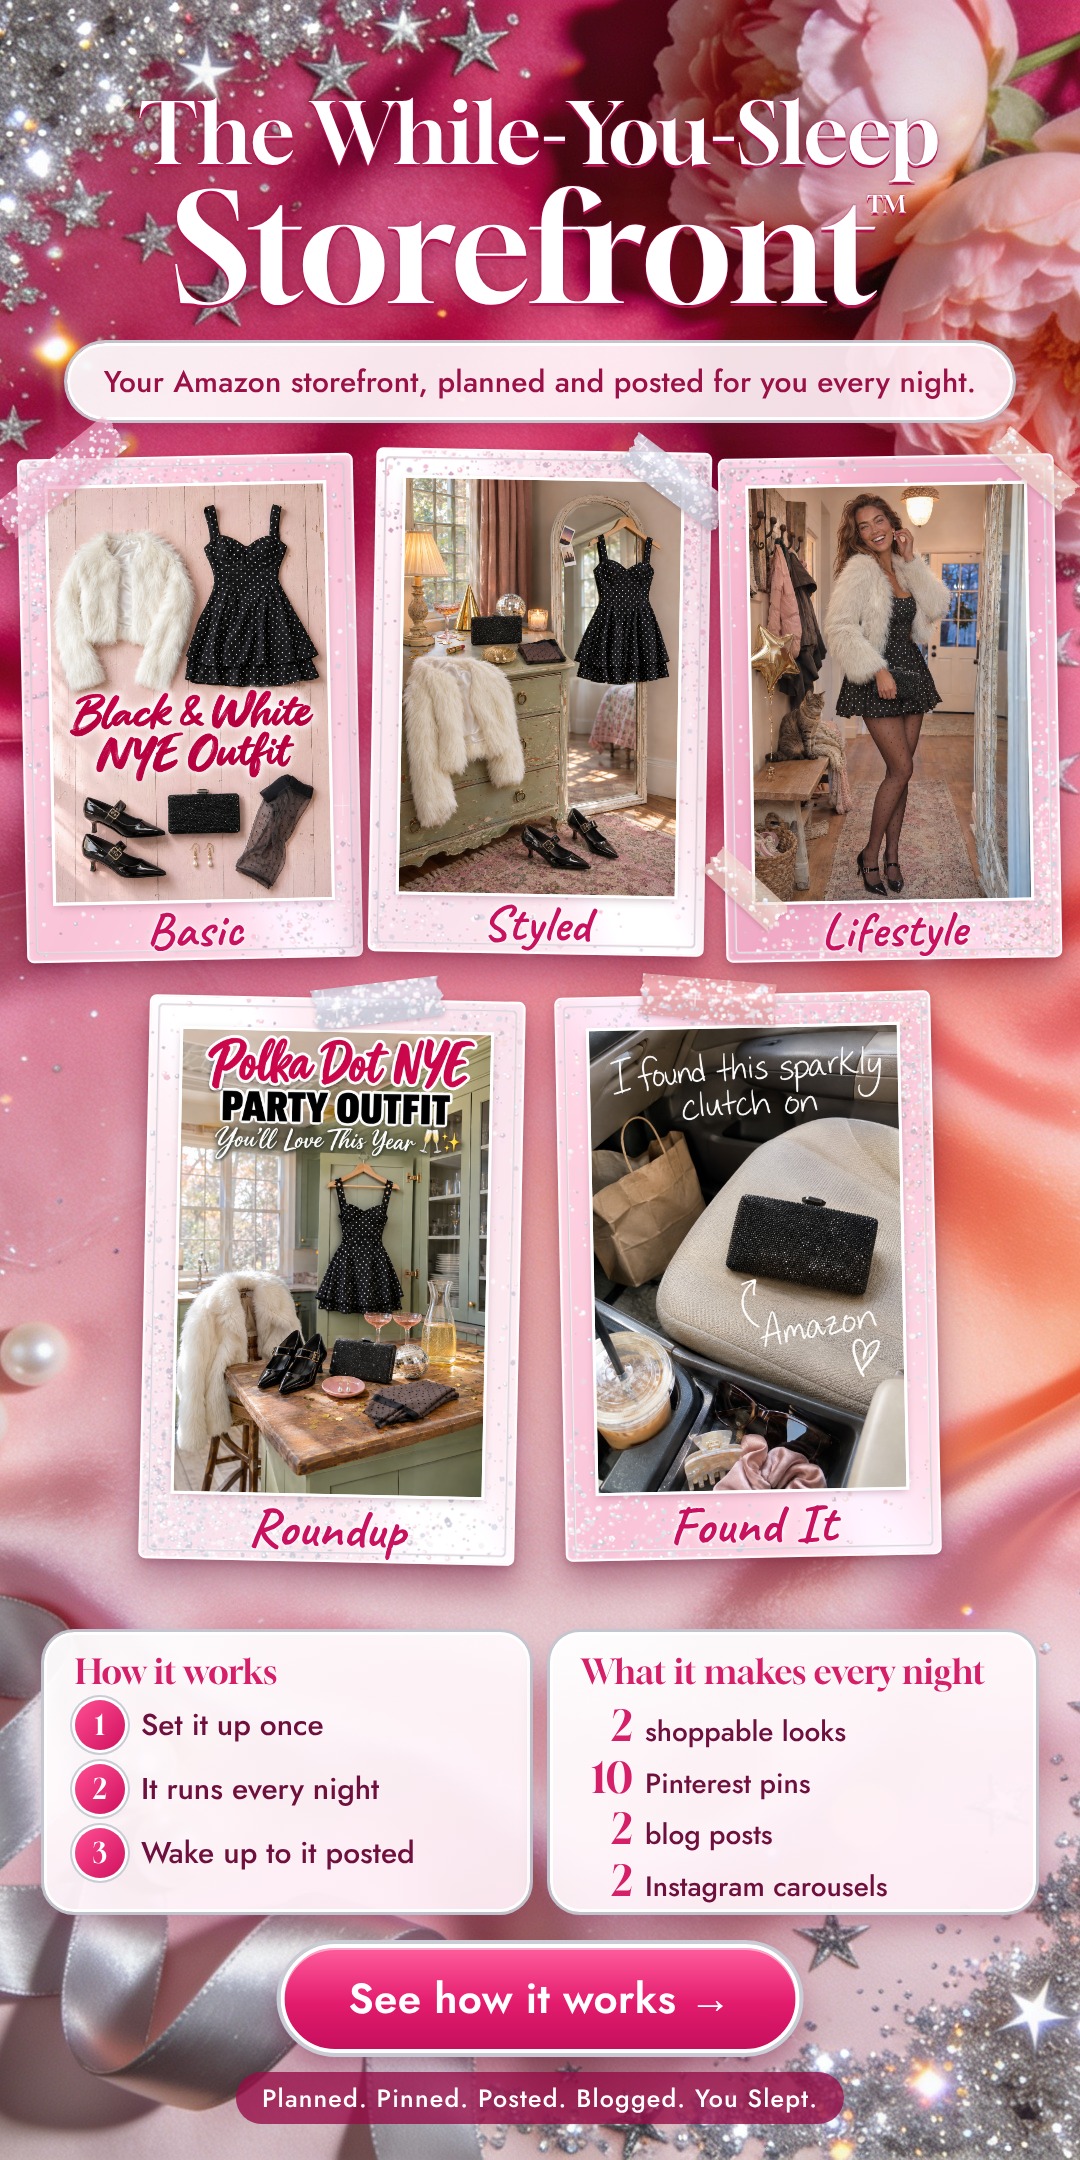 The While-You-Sleep
Storefront™
Your Amazon storefront, planned and posted for you every night.
Black & White
NYE Outfit
Basic
Styled
Lifestyle
Polka Dot NYE
PARTY OUTFIT
You'll Love This Year 🥂✨
Roundup
I found this sparkly
clutch on
Amazon
Found It
How it works
1 Set it up once
2 It runs every night
3 Wake up to it posted
What it makes every night
2 shoppable looks
10 Pinterest pins
2 blog posts
2 Instagram carousels
See how it works →
Planned. Pinned. Posted. Blogged. You Slept.